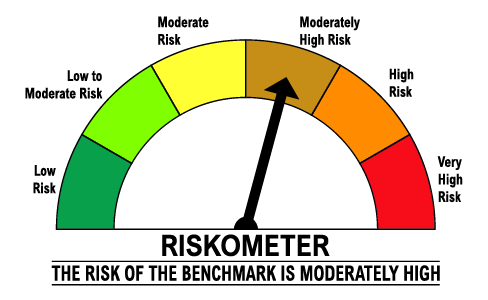 Moderate
Risk
Moderately
High Risk
Low to
Moderate Risk
High
Risk
Low
Risk
Very
High
Risk
RISKOMETER
THE RISK OF THE BENCHMARK IS MODERATELY HIGH